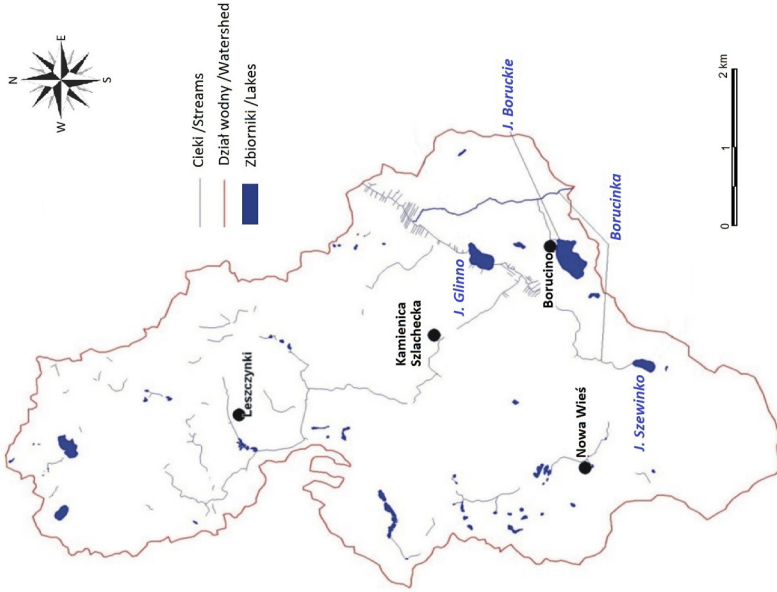 N
E
W
S
Cieki /Streams
Dział wodny /Watershed
Zbiorniki /Lakes
2 km
1
0
J. Boruckie
Borucinka
J. Glinno
Borucino
Kamienica
Szlachecka
Leszczynki
Nowa Wieś
J. Szewinko